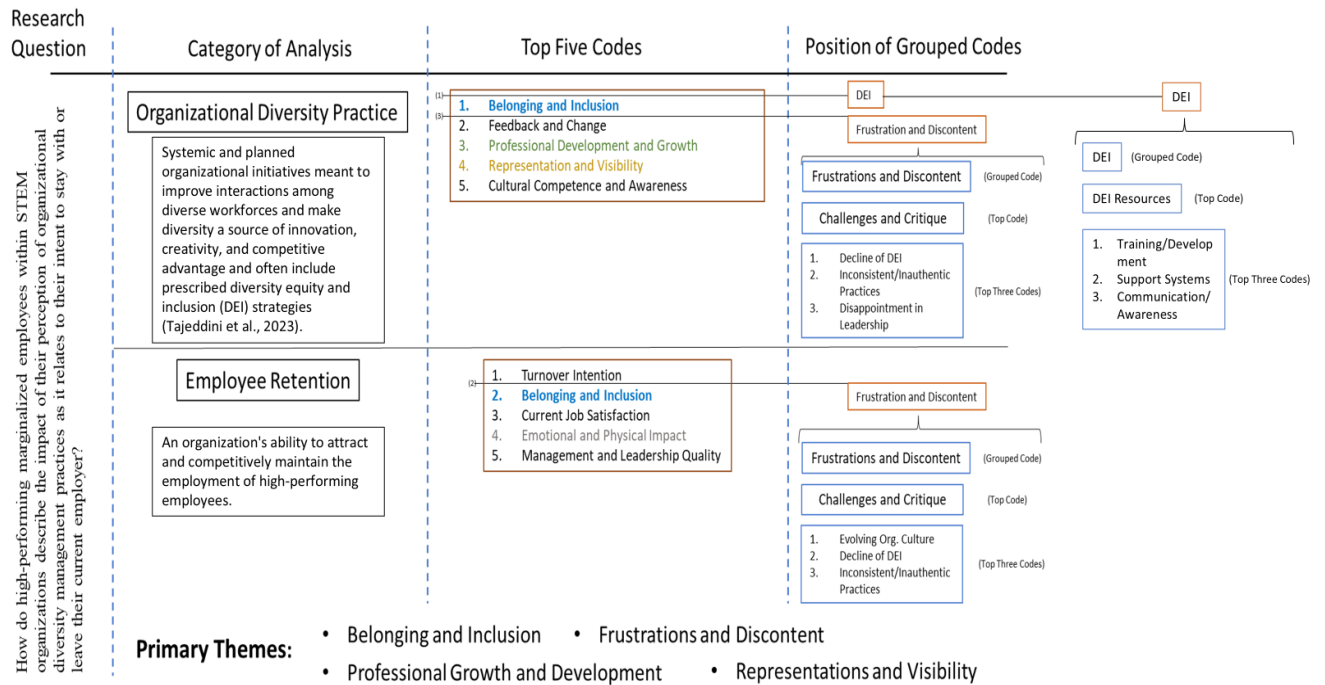 Research
Question
Category of Analysis
Top Five Codes
Position of Grouped Codes
How do high-performing marginalized employees within STEM
organizations describe the impact of their perception of organizational
diversity management practices as it relates to their intent to stay with or
leave their current employer?
Organizational Diversity Practice
Systemic and planned
organizational initiatives meant to
improve interactions among
diverse workforces and make
diversity a source of innovation,
creativity, and competitive
advantage and often include
prescribed diversity equity and
inclusion (DEI) strategies
(Tajeddini et al., 2023).
(1)
(3)
1. Belonging and Inclusion
2. Feedback and Change
3. Professional Development and Growth
4. Representation and Visibility
5. Cultural Competence and Awareness
DEI
Frustration and Discontent
Frustrations and Discontent (Grouped Code)
Challenges and Critique (Top Code)
1. Decline of DEI
2. Inconsistent/Inauthentic
Practices
3. Disappointment in
Leadership
(Top Three Codes)
DEI
DEI (Grouped Code)
DEI Resources (Top Code)
1. Training/Develop
ment
2. Support Systems
3. Communication/
Awareness
(Top Three Codes)
Employee Retention
An organization's ability to attract
and competitively maintain the
employment of high-performing
employees.
(2)
1. Turnover Intention
2. Belonging and Inclusion
3. Current Job Satisfaction
4. Emotional and Physical Impact
5. Management and Leadership Quality
Frustration and Discontent
Frustrations and Discontent (Grouped Code)
Challenges and Critique (Top Code)
1. Evolving Org. Culture
2. Decline of DEI
3. Inconsistent/Inauthentic
Practices
(Top Three Codes)
Primary Themes:
• Belonging and Inclusion • Frustrations and Discontent
• Professional Growth and Development • Representations and Visibility